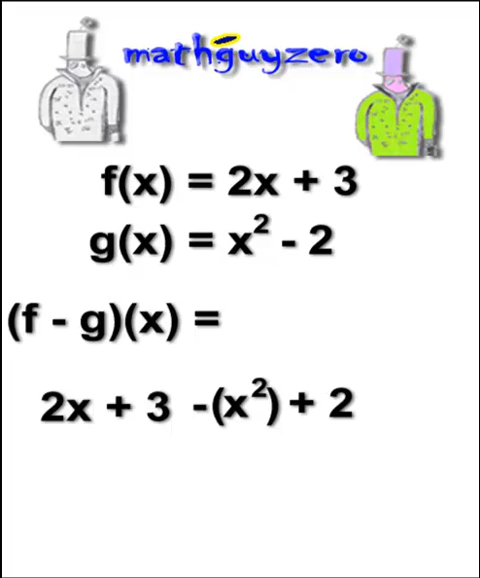 mathguyzero
f(x) = 2x + 3
g(x) = x² - 2
(f - g)(x) =
2x + 3 -(x²) + 2